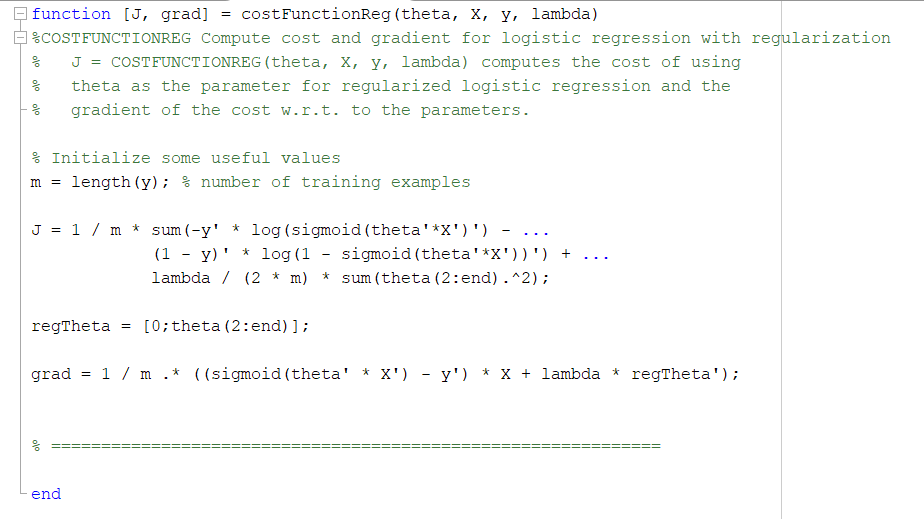 function [J, grad] = costFunctionReg(theta, X, y, lambda)
%COSTFUNCTIONREG Compute cost and gradient for logistic regression with regularization
%   J = COSTFUNCTIONREG(theta, X, y, lambda) computes the cost of using
%   theta as the parameter for regularized logistic regression and the
%   gradient of the cost w.r.t. to the parameters.
% Initialize some useful values
m = length(y); % number of training examples
J = 1 / m * sum(-y' * log(sigmoid(theta'*X')') - ...
            (1 - y)' * log(1 - sigmoid(theta'*X'))') + ...
            lambda / (2 * m) * sum(theta(2:end).^2);
regTheta = [0;theta(2:end)];
grad = 1 / m .* ((sigmoid(theta' * X') - y') * X + lambda * regTheta');
% =============================================================
end